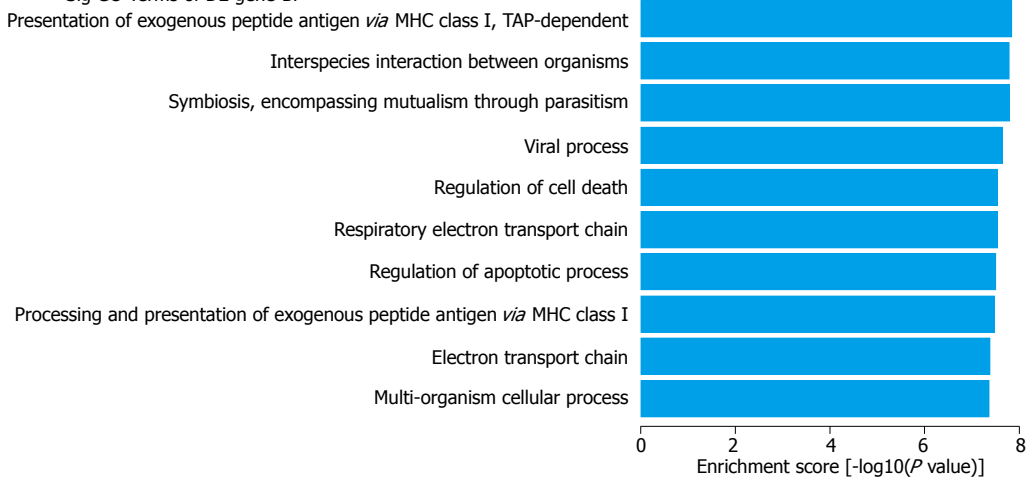 Presentation of exogenous peptide antigen via MHC class I, TAP-dependent
Interspecies interaction between organisms
Symbiosis, encompassing mutualism through parasitism
Viral process
Regulation of cell death
Respiratory electron transport chain
Regulation of apoptotic process
Processing and presentation of exogenous peptide antigen via MHC class I
Electron transport chain
Multi-organism cellular process
0 2 4 6 8
Enrichment score [-log10(P value)]